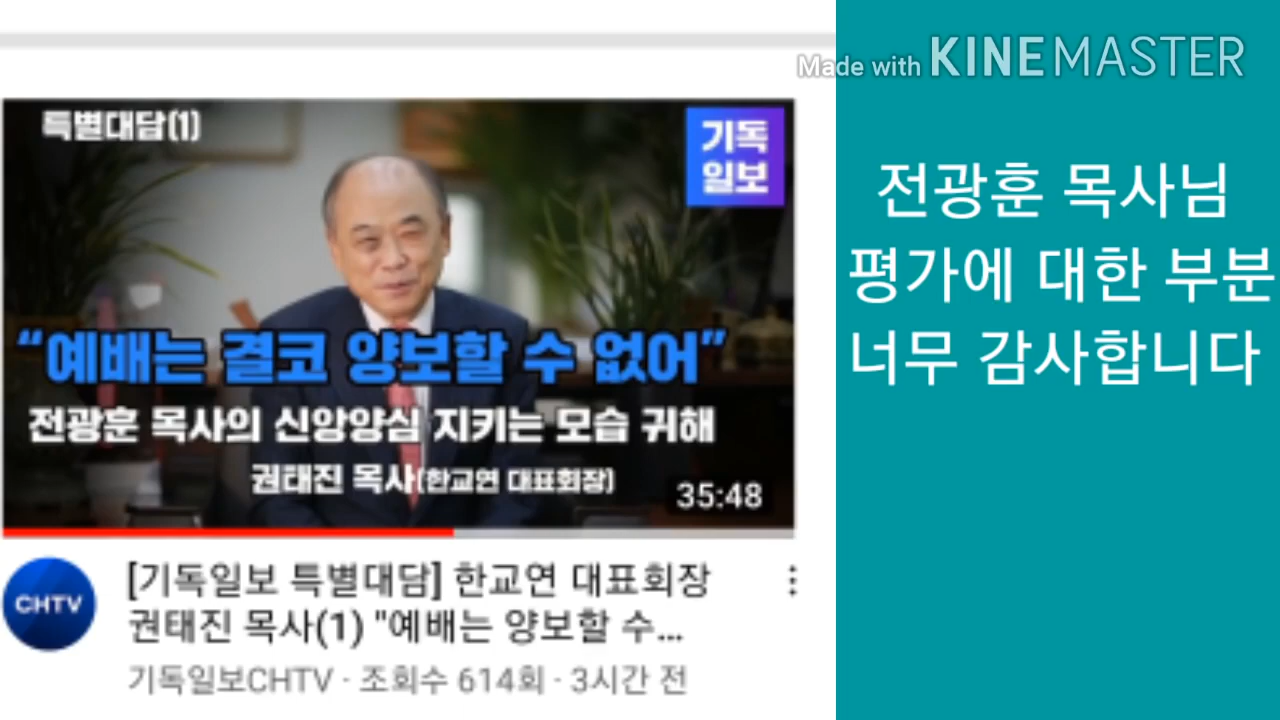 Made with KINEMASTER
특별대담(1)
기독
일보
“예배는 결코 양보할 수 없어”
전광훈 목사의 신앙양심 지키는 모습 귀해
권태진 목사(한교연 대표회장)
35:48
CHTV
[기독일보 특별대담] 한교연 대표회장
권태진 목사(1) "예배는 양보할 수...
기독일보CHTV · 조회수 614회 · 3시간 전
전광훈 목사님
평가에 대한 부분
너무 감사합니다